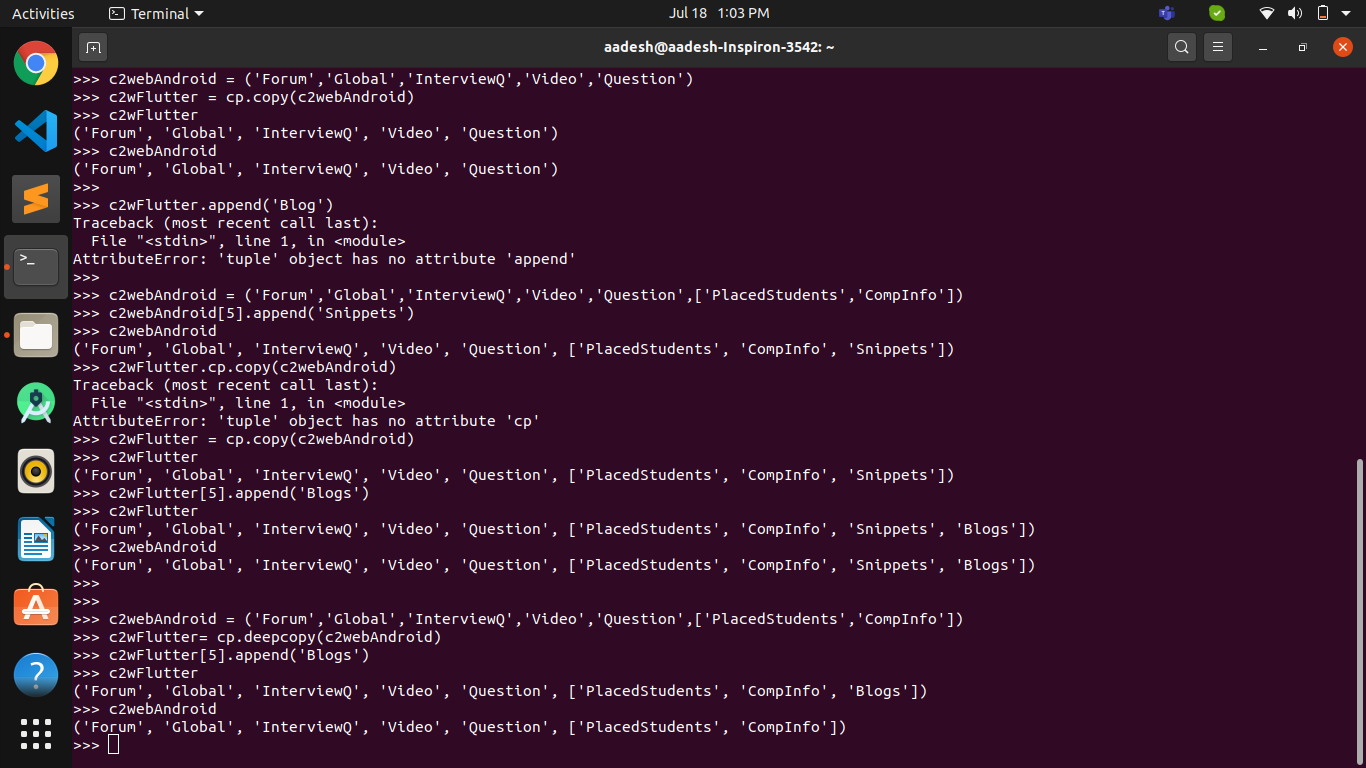 Activities Terminal Jul 18 1:03 PM
aadesh@aadesh-Inspiron-3542: ~
>>> c2webAndroid = ('Forum','Global','InterviewQ','Video','Question')
>>> c2wFlutter = cp.copy(c2webAndroid)
>>> c2wFlutter
('Forum', 'Global', 'InterviewQ', 'Video', 'Question')
>>> c2webAndroid
('Forum', 'Global', 'InterviewQ', 'Video', 'Question')
>>>
>>> c2wFlutter.append('Blog')
Traceback (most recent call last):
  File "<stdin>", line 1, in <module>
AttributeError: 'tuple' object has no attribute 'append'
>>>
>>> c2webAndroid = ('Forum','Global','InterviewQ','Video','Question',['PlacedStudents','CompInfo'])
>>> c2webAndroid[5].append('Snippets')
>>> c2webAndroid
('Forum', 'Global', 'InterviewQ', 'Video', 'Question', ['PlacedStudents', 'CompInfo', 'Snippets'])
>>> c2wFlutter.cp.copy(c2webAndroid)
Traceback (most recent call last):
  File "<stdin>", line 1, in <module>
AttributeError: 'tuple' object has no attribute 'cp'
>>> c2wFlutter = cp.copy(c2webAndroid)
>>> c2wFlutter
('Forum', 'Global', 'InterviewQ', 'Video', 'Question', ['PlacedStudents', 'CompInfo', 'Snippets'])
>>> c2wFlutter[5].append('Blogs')
>>> c2wFlutter
('Forum', 'Global', 'InterviewQ', 'Video', 'Question', ['PlacedStudents', 'CompInfo', 'Snippets', 'Blogs'])
>>> c2webAndroid
('Forum', 'Global', 'InterviewQ', 'Video', 'Question', ['PlacedStudents', 'CompInfo', 'Snippets', 'Blogs'])
>>>
>>>
>>> c2webAndroid = ('Forum','Global','InterviewQ','Video','Question',['PlacedStudents','CompInfo'])
>>> c2wFlutter= cp.deepcopy(c2webAndroid)
>>> c2wFlutter[5].append('Blogs')
>>> c2wFlutter
('Forum', 'Global', 'InterviewQ', 'Video', 'Question', ['PlacedStudents', 'CompInfo', 'Blogs'])
>>> c2webAndroid
('Forum', 'Global', 'InterviewQ', 'Video', 'Question', ['PlacedStudents', 'CompInfo'])
>>>